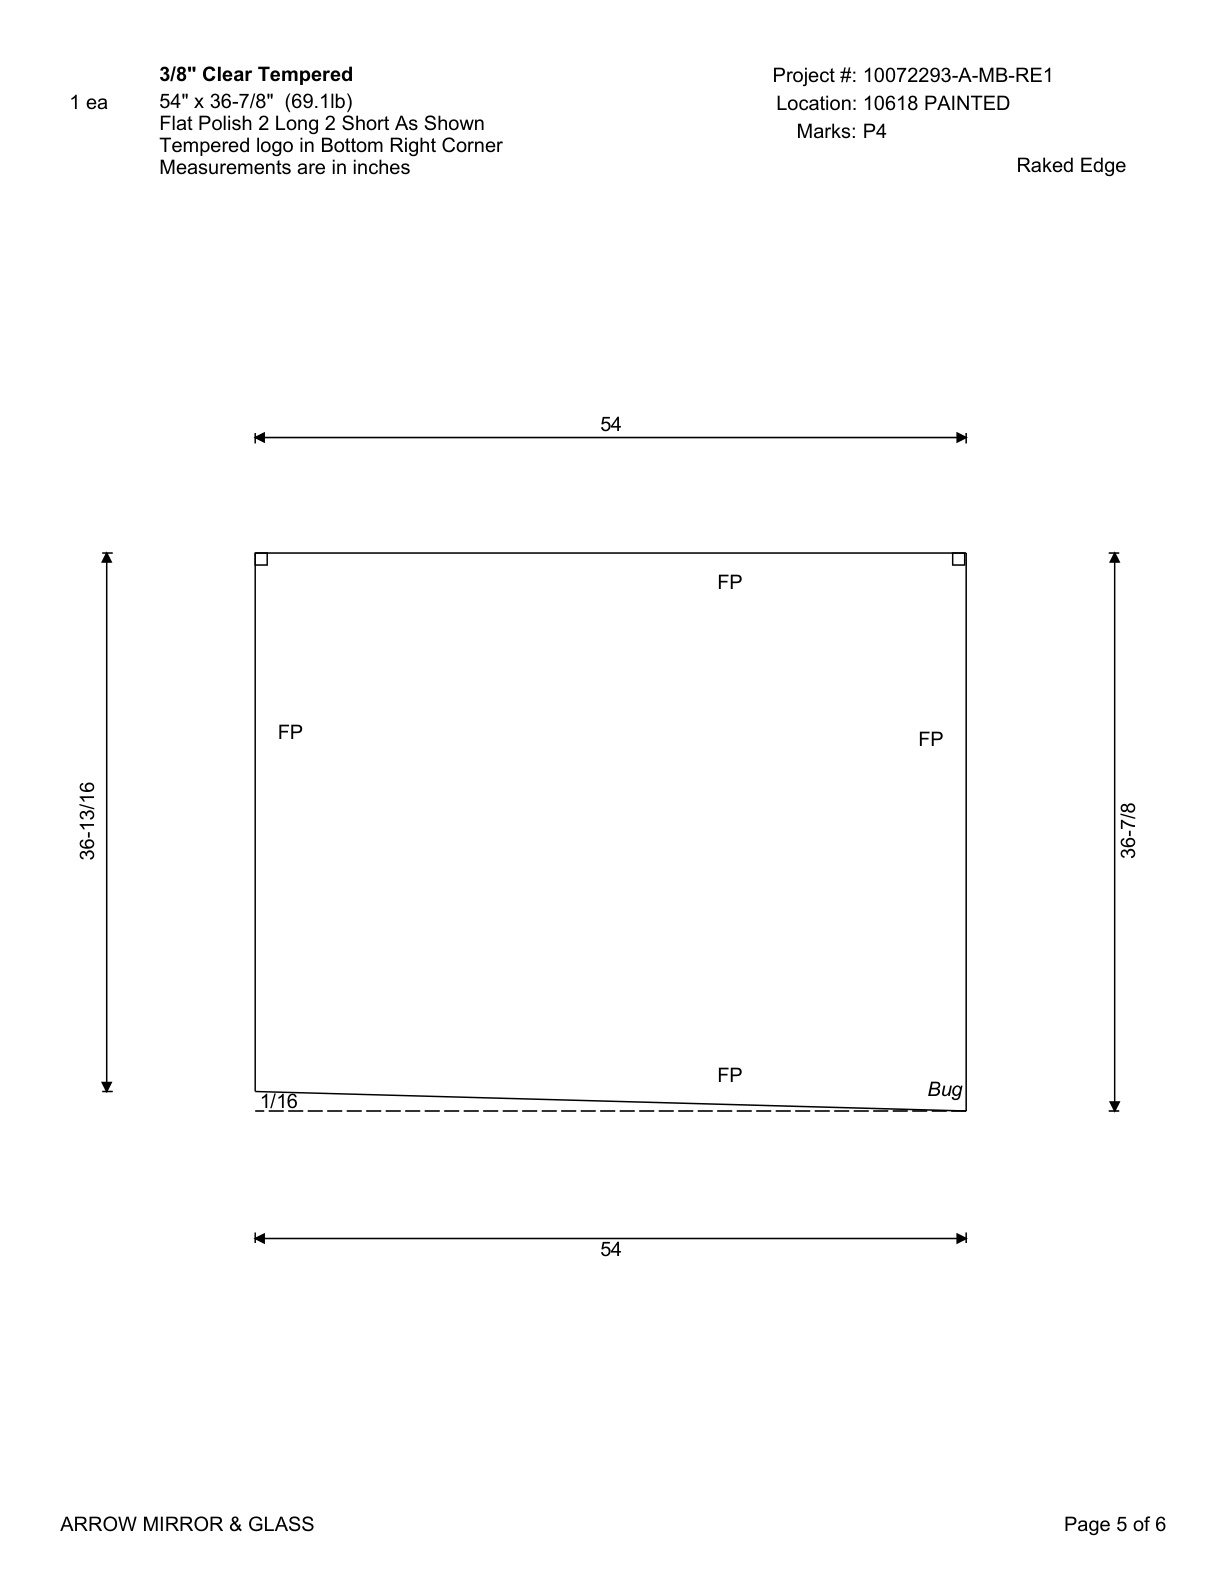 3/8" Clear Tempered
1 ea
54" x 36-7/8" (69.1lb)
Flat Polish 2 Long 2 Short As Shown
Tempered logo in Bottom Right Corner
Measurements are in inches
Project #: 10072293-A-MB-RE1
Location: 10618 PAINTED
Marks: P4
Raked Edge
54
FP
FP
FP
36-13/16
36-7/8
FP
Bug
1/16
54
ARROW MIRROR & GLASS
Page 5 of 6